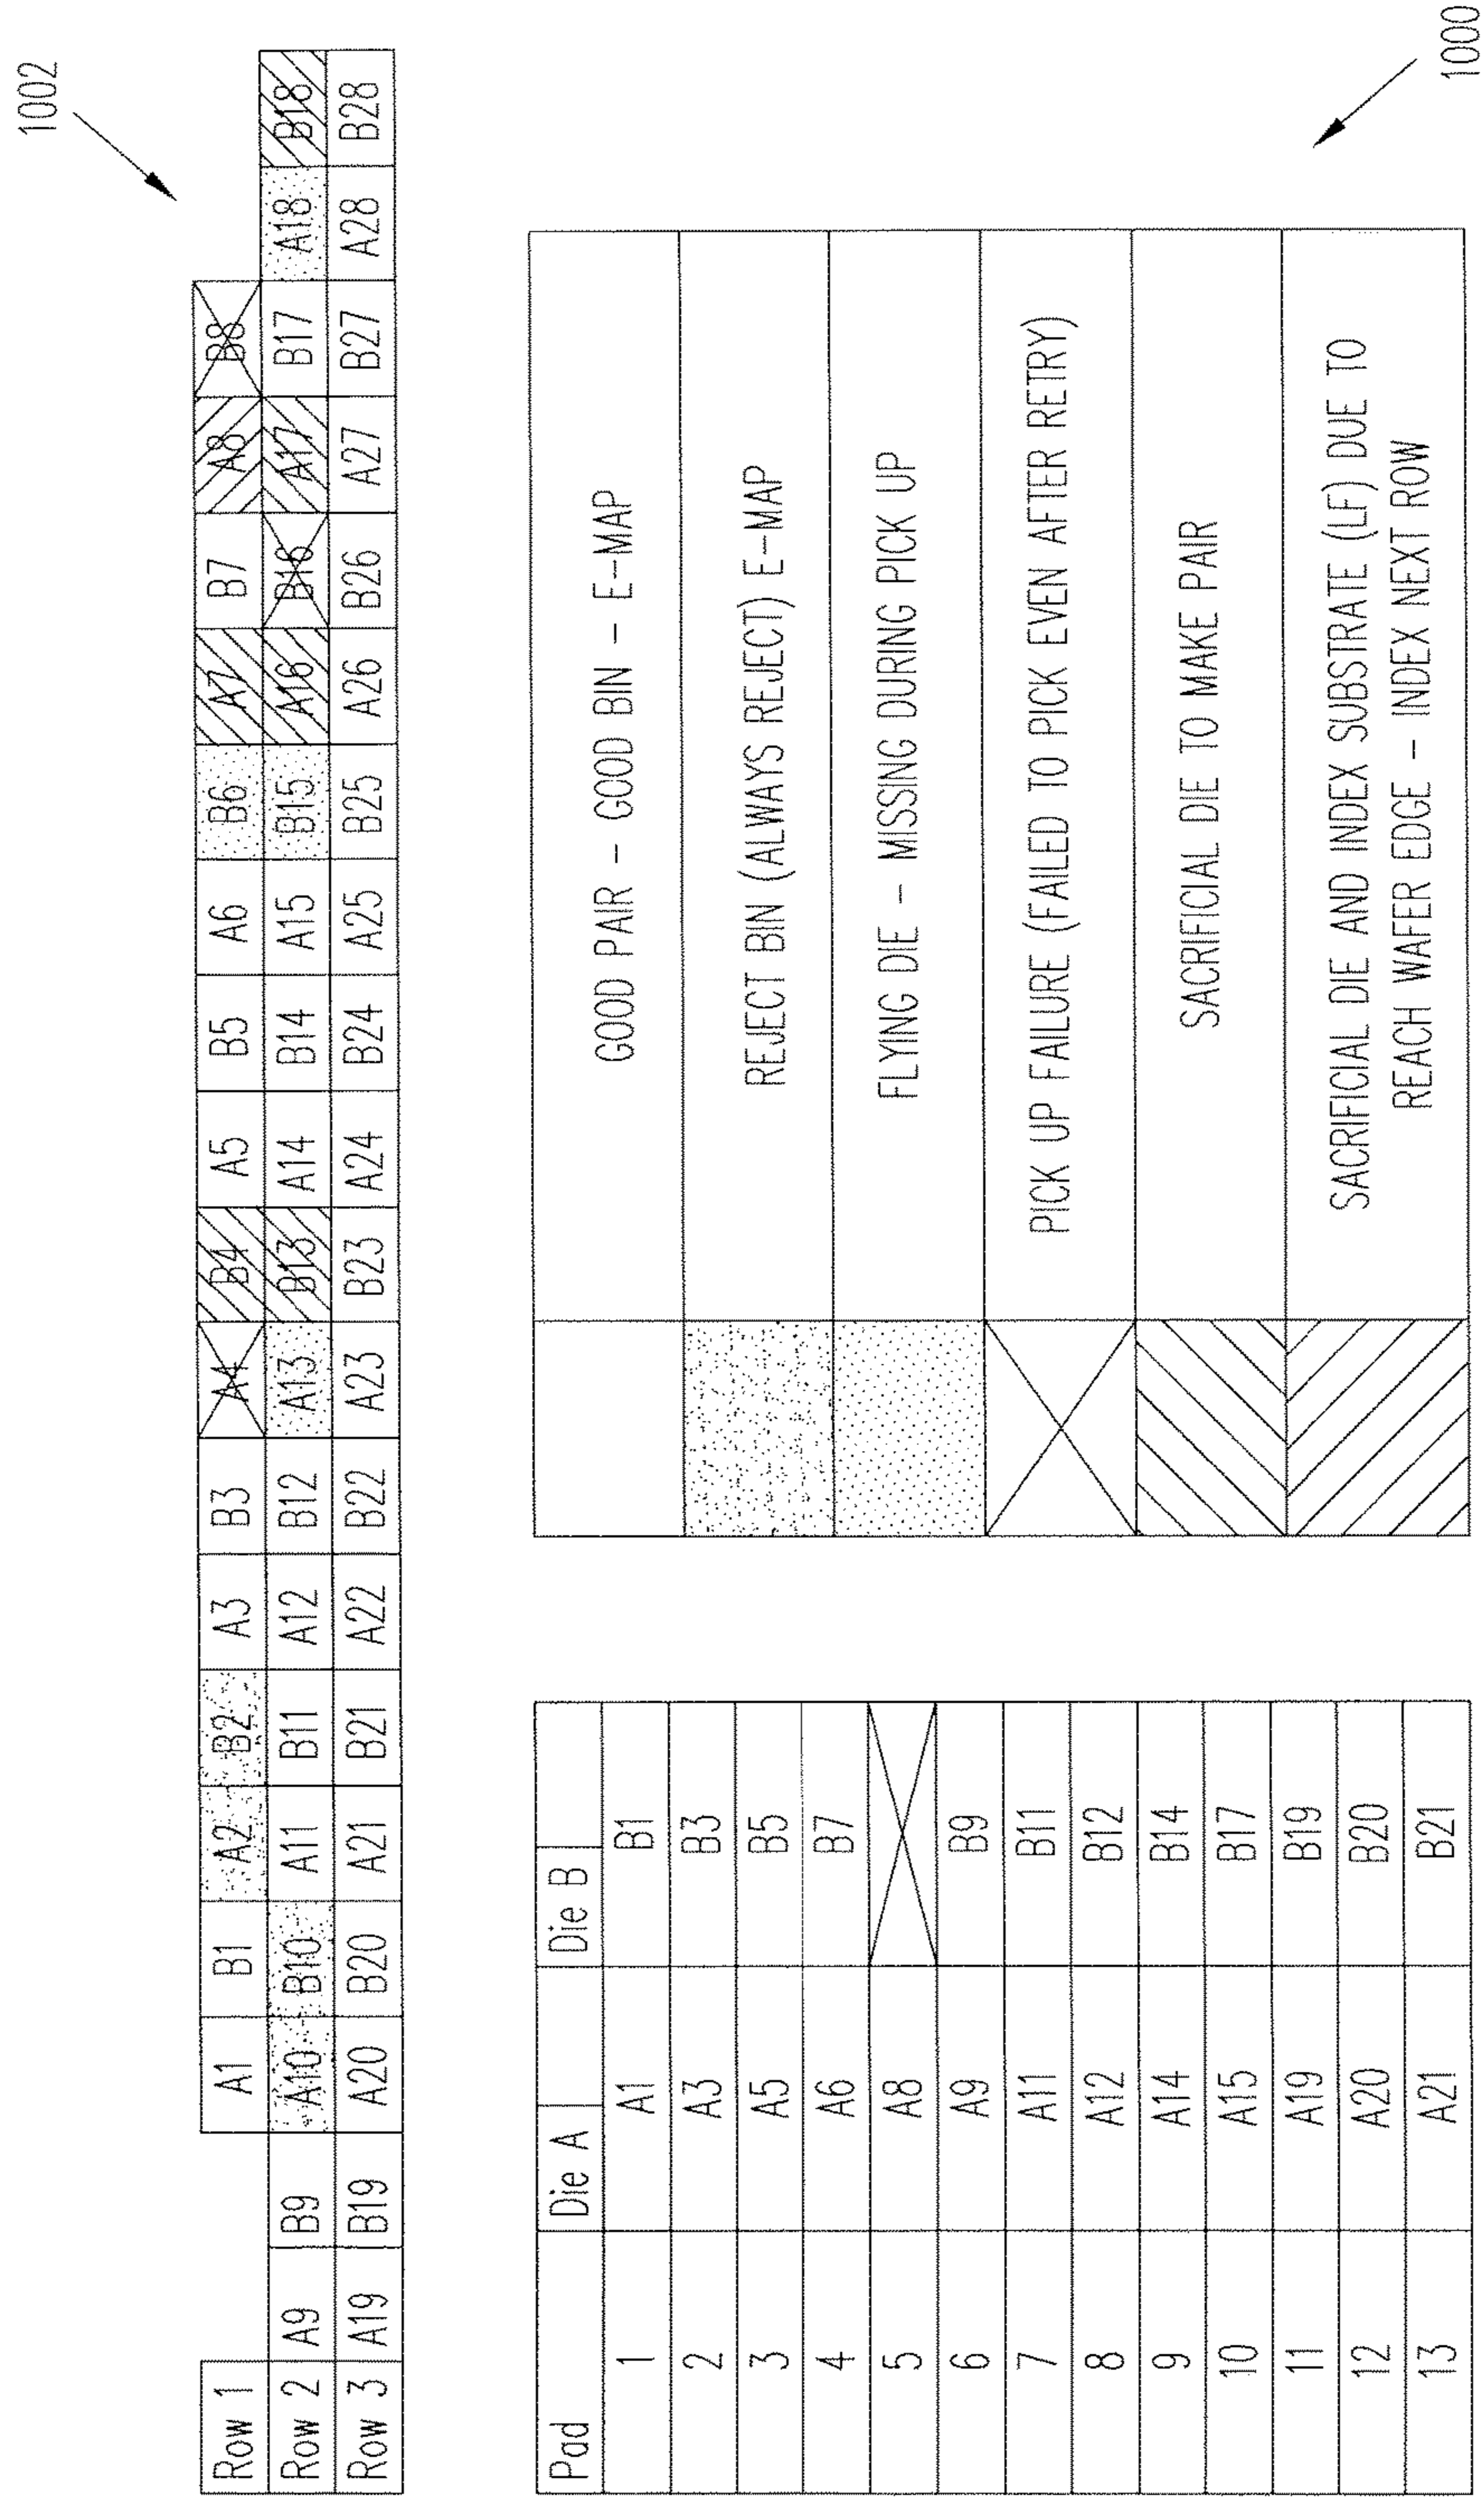 1002
Row 1 A1 B1 A2 B2 A3 B3 A4 B4 A5 B5 A6 B6 A7 B7 A8 B8
Row 2 A9 B9 A10 B10 A11 B11 A12 B12 A13 B13 A14 B14 A15 B15 A16 B16 A17 B17 A18 B18
Row 3 A19 B19 A20 B20 A21 B21 A22 B22 A23 B23 A24 B24 A25 B25 A26 B26 A27 B27 A28 B28
Pad Die A Die B
1 A1 B1
2 A3 B3
3 A5 B5
4 A6 B7
5 A8
6 A9 B9
7 A11 B11
8 A12 B12
9 A14 B14
10 A15 B17
11 A19 B19
12 A20 B20
13 A21 B21
GOOD PAIR - GOOD BIN - E-MAP
REJECT BIN (ALWAYS REJECT) E-MAP
FLYING DIE - MISSING DURING PICK UP
PICK UP FAILURE (FAILED TO PICK EVEN AFTER RETRY)
SACRIFICIAL DIE TO MAKE PAIR
SACRIFICIAL DIE AND INDEX SUBSTRATE (LF) DUE TO
REACH WAFER EDGE - INDEX NEXT ROW
1000